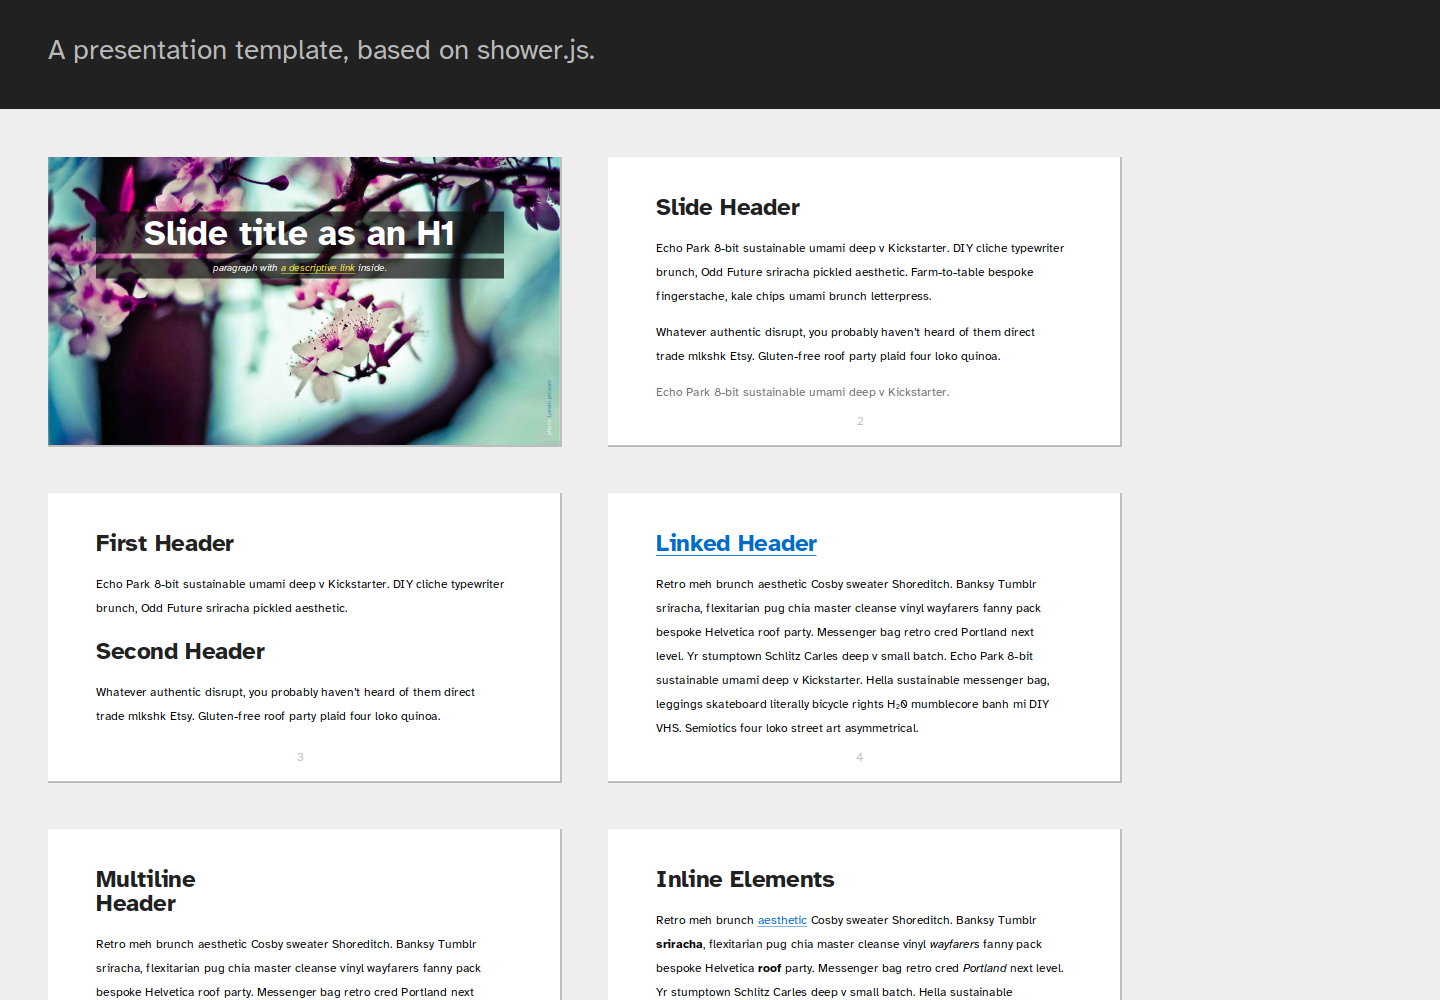 A presentation template, based on shower.js.
Slide title as an H1
paragraph with a descriptive link inside.
Slide Header
Echo Park 8-bit sustainable umami deep v Kickstarter. DIY cliche typewriter
brunch, Odd Future sriracha pickled aesthetic. Farm-to-table bespoke
fingerstache, kale chips umami brunch letterpress.
Whatever authentic disrupt, you probably haven't heard of them direct
trade mlkshk Etsy. Gluten-free roof party plaid four loko quinoa.
Echo Park 8-bit sustainable umami deep v Kickstarter.
2
First Header
Echo Park 8-bit sustainable umami deep v Kickstarter. DIY cliche typewriter
brunch, Odd Future sriracha pickled aesthetic.
Second Header
Whatever authentic disrupt, you probably haven't heard of them direct
trade mlkshk Etsy. Gluten-free roof party plaid four loko quinoa.
3
Linked Header
Retro meh brunch aesthetic Cosby sweater Shoreditch. Banksy Tumblr
sriracha, flexitarian pug chia master cleanse vinyl wayfarers fanny pack
bespoke Helvetica roof party. Messenger bag retro cred Portland next
level. Yr stumptown Schlitz Carles deep v small batch. Echo Park 8-bit
sustainable umami deep v Kickstarter. Hella sustainable messenger bag,
leggings skateboard literally bicycle rights H₂0 mumblecore banh mi DIY
VHS. Semiotics four loko street art asymmetrical.
4
Multiline
Header
Retro meh brunch aesthetic Cosby sweater Shoreditch. Banksy Tumblr
sriracha, flexitarian pug chia master cleanse vinyl wayfarers fanny pack
bespoke Helvetica roof party. Messenger bag retro cred Portland next
Inline Elements
Retro meh brunch aesthetic Cosby sweater Shoreditch. Banksy Tumblr
sriracha, flexitarian pug chia master cleanse vinyl wayfarers fanny pack
bespoke Helvetica roof party. Messenger bag retro cred Portland next level.
Yr stumptown Schlitz Carles deep v small batch. Hella sustainable